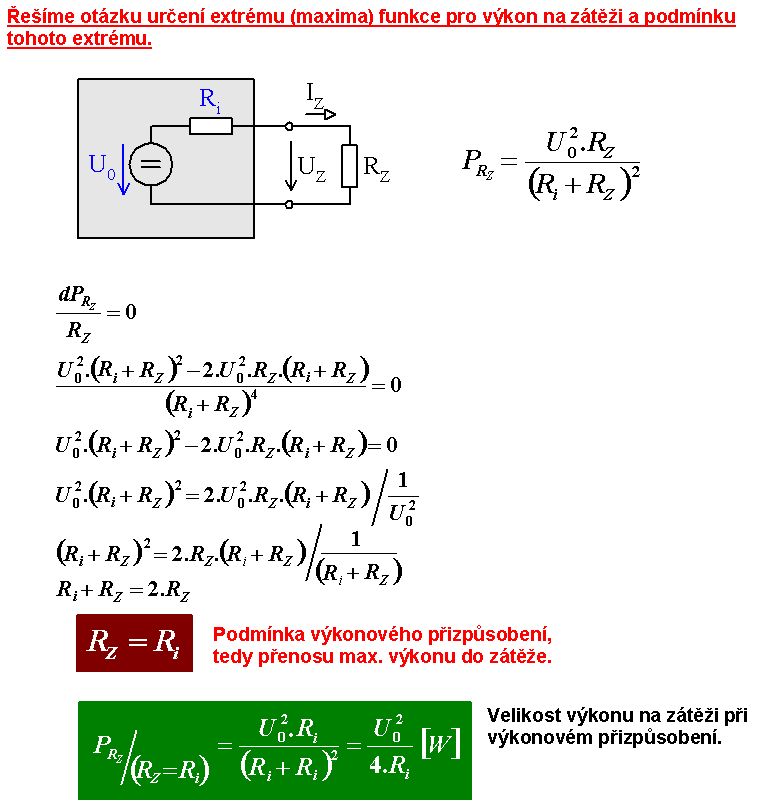 Řešíme otázku určení extrému (maxima) funkce pro výkon na zátěži a podmínku
tohoto extrému.
R_i
I_Z
U_0
U_Z
R_Z
P_{R_Z} = \frac{U_0^2.R_Z}{(R_i + R_Z)^2}
\frac{dP_{R_Z}}{R_Z} = 0
\frac{U_0^2.(R_i + R_Z)^2 - 2.U_0^2.R_Z.(R_i + R_Z)}{(R_i + R_Z)^4} = 0
U_0^2.(R_i + R_Z)^2 - 2.U_0^2.R_Z.(R_i + R_Z) = 0
U_0^2.(R_i + R_Z)^2 = 2.U_0^2.R_Z.(R_i + R_Z) / \frac{1}{U_0^2}
(R_i + R_Z)^2 = 2.R_Z.(R_i + R_Z) / \frac{1}{(R_i + R_Z)}
R_i + R_Z = 2.R_Z
R_Z = R_i
Podmínka výkonového přizpůsobení,
tedy přenosu max. výkonu do zátěže.
P_{R_Z}/(R_Z=R_i) = \frac{U_0^2.R_i}{(R_i + R_i)^2} = \frac{U_0^2}{4.R_i} [W]
Velikost výkonu na zátěži při
výkonovém přizpůsobení.